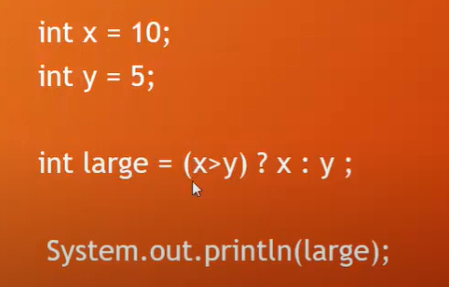 int x = 10;
int y = 5;
int large = (x>y) ? x : y ;
System.out.println(large);